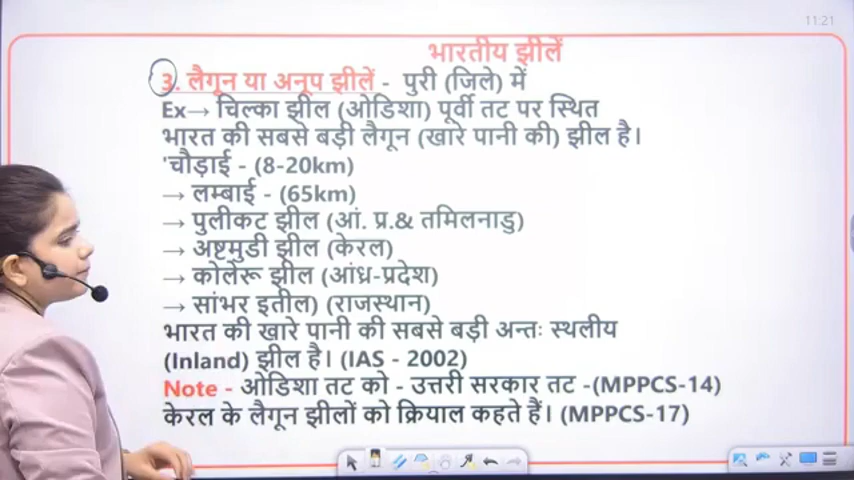 11:21
भारतीय झीलें
3. लैगून या अनूप झीलें - पुरी (जिले) में
Ex→ चिल्का झील (ओडिशा) पूर्वी तट पर स्थित
भारत की सबसे बड़ी लैगून (खारे पानी की) झील है।
'चौड़ाई - (8-20km)
→ लम्बाई - (65km)
→ पुलीकट झील (आं. प्र.& तमिलनाडु)
→ अष्टमुडी झील (केरल)
→ कोलेरू झील (आंध्र-प्रदेश)
→ सांभर इतील) (राजस्थान)
भारत की खारे पानी की सबसे बड़ी अन्तः स्थलीय
(Inland) झील है। (IAS - 2002)
Note - ओडिशा तट को - उत्तरी सरकार तट -(MPPCS-14)
केरल के लैगून झीलों को क्रियाल कहते हैं। (MPPCS-17)